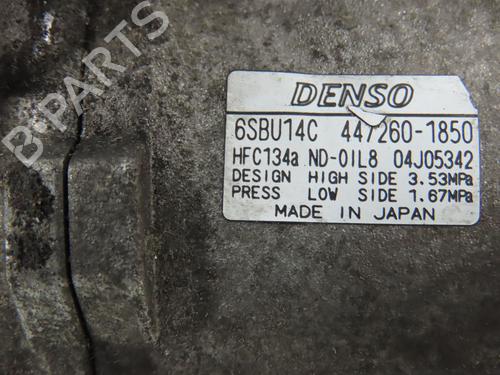 B-PARTS
DENSO
6SBU14C 447260-1850
HFC134a ND-OIL8 04J05342
DESIGN HIGH SIDE 3.53MPa
PRESS LOW SIDE 1.67MPa
MADE IN JAPAN